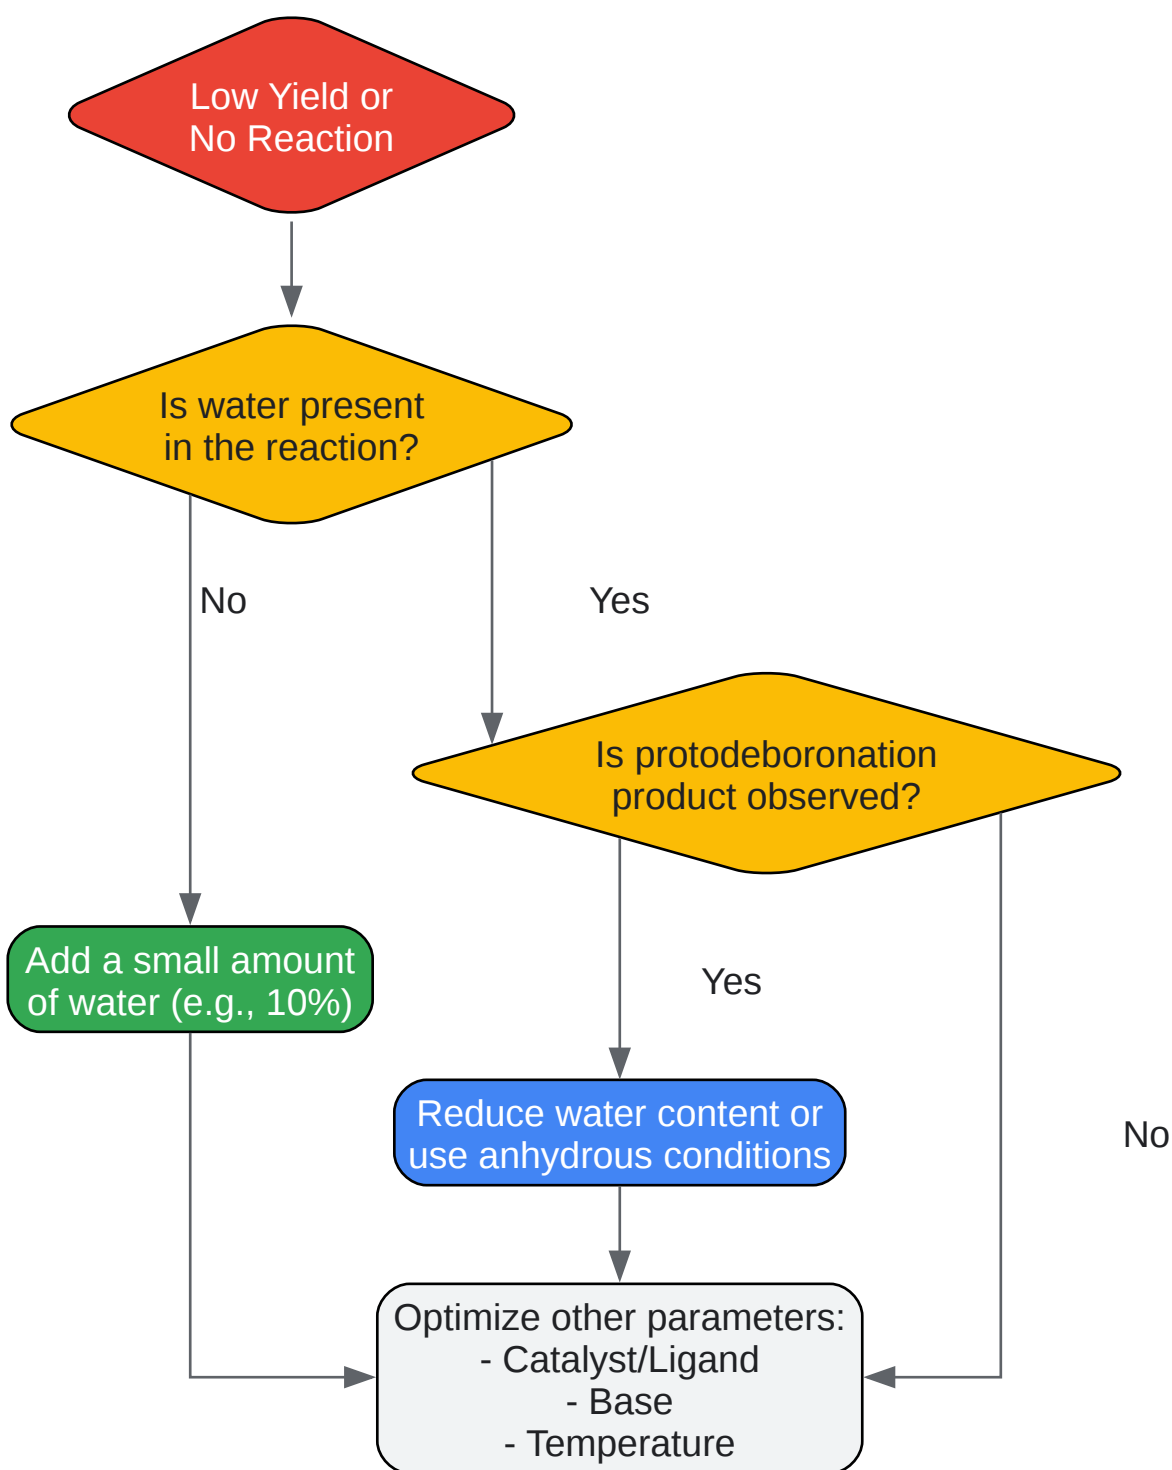 Low Yield or
No Reaction
Is water present
in the reaction?
No
Yes
Is protodeboronation
product observed?
Add a small amount
of water (e.g., 10%)
Yes
Reduce water content or
use anhydrous conditions
No
Optimize other parameters:
- Catalyst/Ligand
- Base
- Temperature